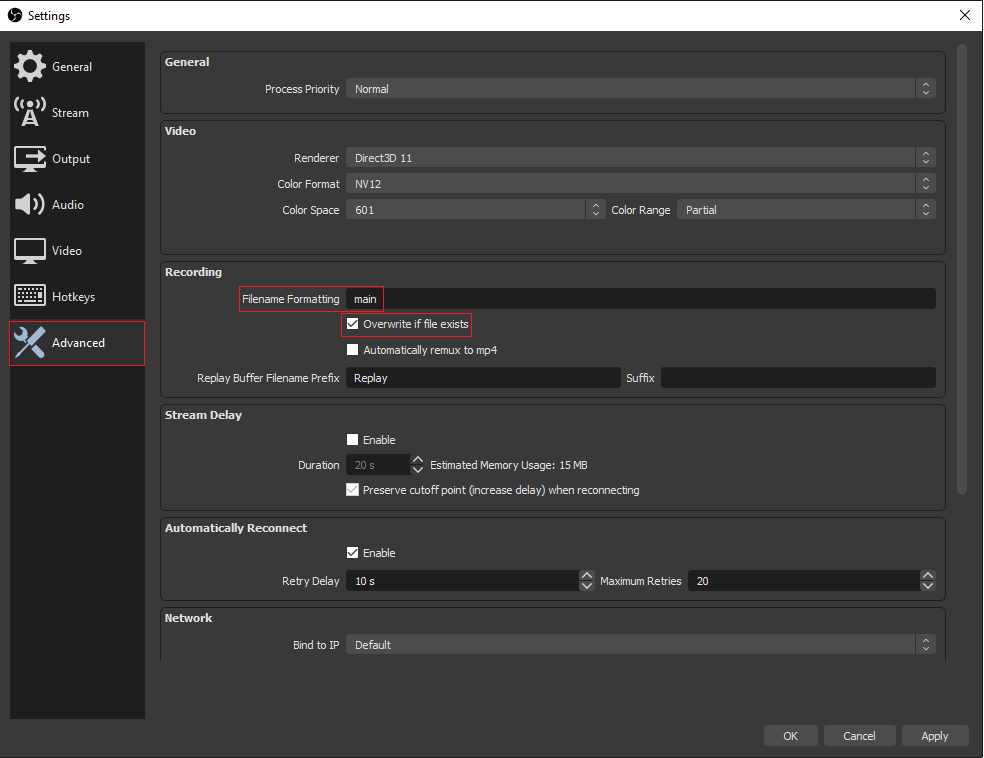 Settings
General
Stream
Output
Audio
Video
Hotkeys
Advanced
General
Process Priority Normal
Video
Renderer Direct3D 11
Color Format NV12
Color Space 601 Color Range Partial
Recording
Filename Formatting main
Overwrite if file exists
Automatically remux to mp4
Replay Buffer Filename Prefix Replay Suffix
Stream Delay
Enable
Duration 20 s Estimated Memory Usage: 15 MB
Preserve cutoff point (increase delay) when reconnecting
Automatically Reconnect
Enable
Retry Delay 10 s Maximum Retries 20
Network
Bind to IP Default
OK Cancel Apply